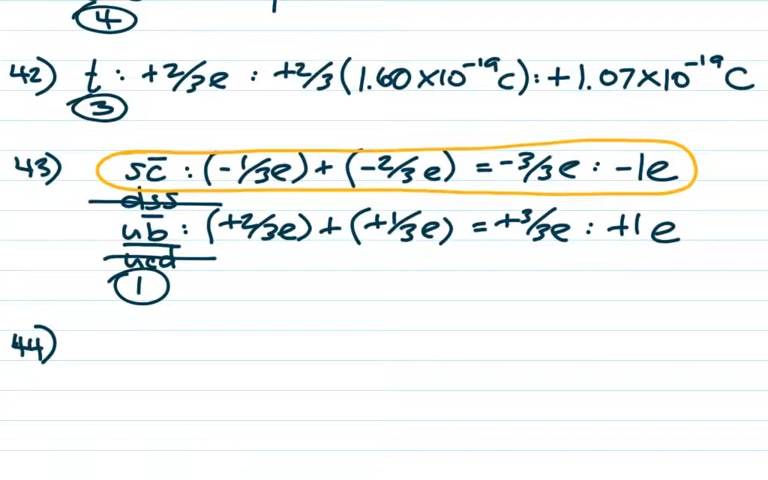 4
42) t : +2/3e : +2/3(1.60×10⁻¹⁹C) : +1.07×10⁻¹⁹C
3
43) sc̄ : (-1/3e) + (-2/3e) = -3/3e : -1e
dss
ub̄ : (+2/3e) + (+1/3e) = +3/3e : +1e
ucd
1
44)